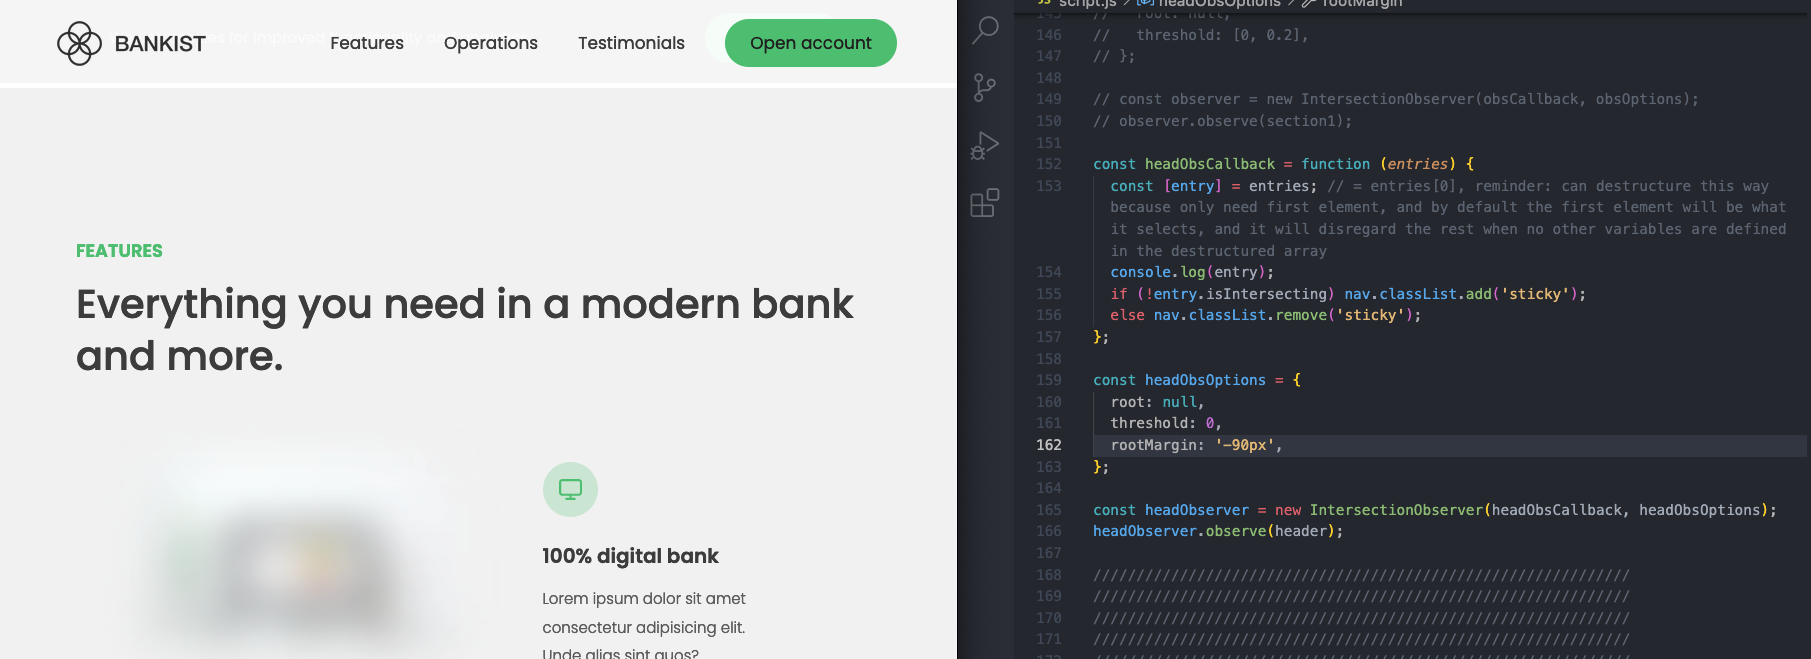 BANKIST
es for improved
Features
Operations
Testimonials
Open account
FEATURES
Everything you need in a modern bank
and more.
100% digital bank
Lorem ipsum dolor sit amet
consectetur adipisicing elit.
Unde alias sint quos?
JS script.js > headObsOptions > rootMargin
145 //   root: null,
146 //   threshold: [0, 0.2],
147 // };
148
149 // const observer = new IntersectionObserver(obsCallback, obsOptions);
150 // observer.observe(section1);
151
152 const headObsCallback = function (entries) {
153   const [entry] = entries; // = entries[0], reminder: can destructure this way
because only need first element, and by default the first element will be what
it selects, and it will disregard the rest when no other variables are defined
in the destructured array
154   console.log(entry);
155   if (!entry.isIntersecting) nav.classList.add('sticky');
156   else nav.classList.remove('sticky');
157 };
158
159 const headObsOptions = {
160   root: null,
161   threshold: 0,
162   rootMargin: '-90px',
163 };
164
165 const headObserver = new IntersectionObserver(headObsCallback, headObsOptions);
166 headObserver.observe(header);
167
168 //////////////////////////////////////////////////////////////
169 //////////////////////////////////////////////////////////////
170 //////////////////////////////////////////////////////////////
171 //////////////////////////////////////////////////////////////
172 //////////////////////////////////////////////////////////////